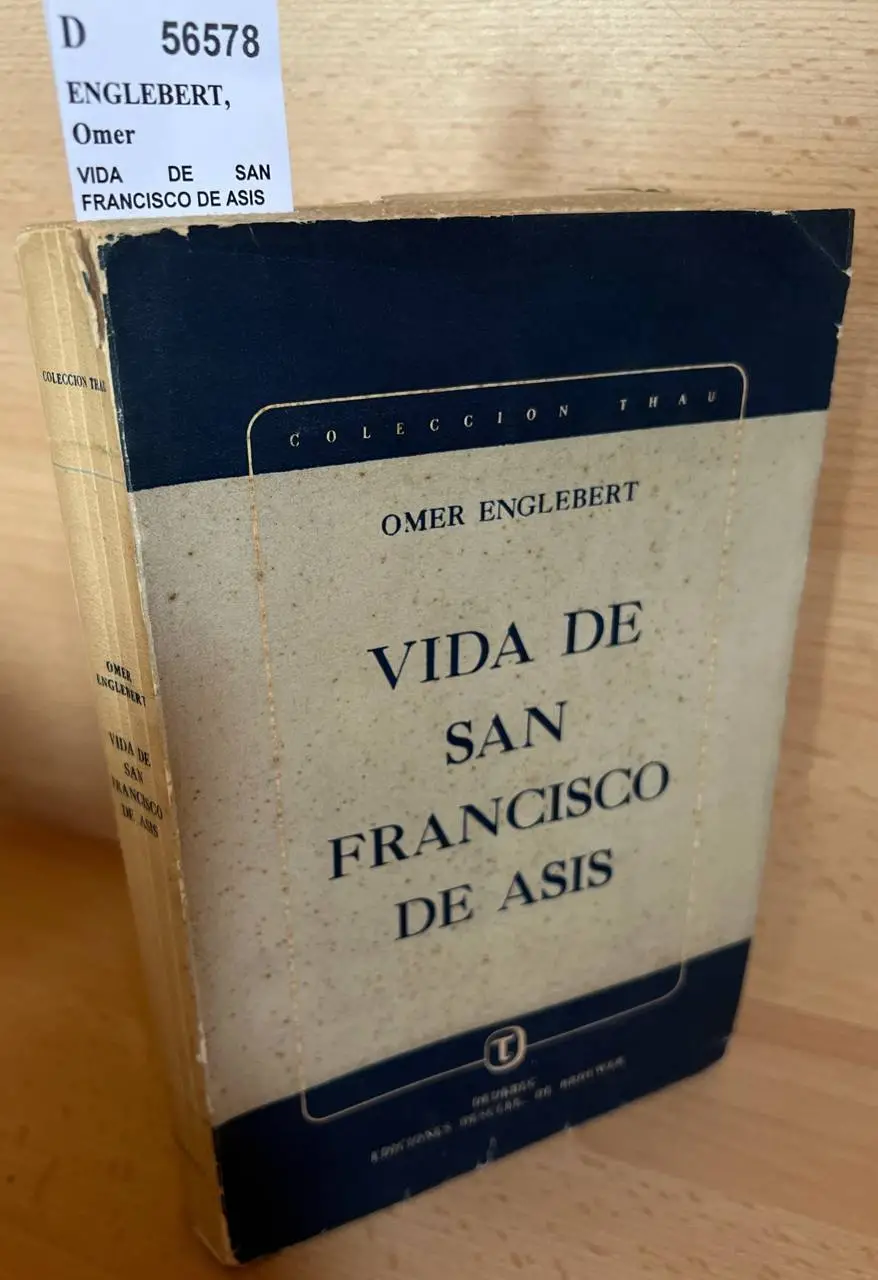 D 56578
ENGLEBERT,
Omer
VIDA DE SAN
FRANCISCO DE ASIS
COLECCION THAU
OMER ENGLEBERT
VIDA DE
SAN
FRANCISCO
DE ASIS
COLECCION THAU
OMER
ENGLEBERT
VIDA DE
SAN
FRANCISCO
DE ASIS